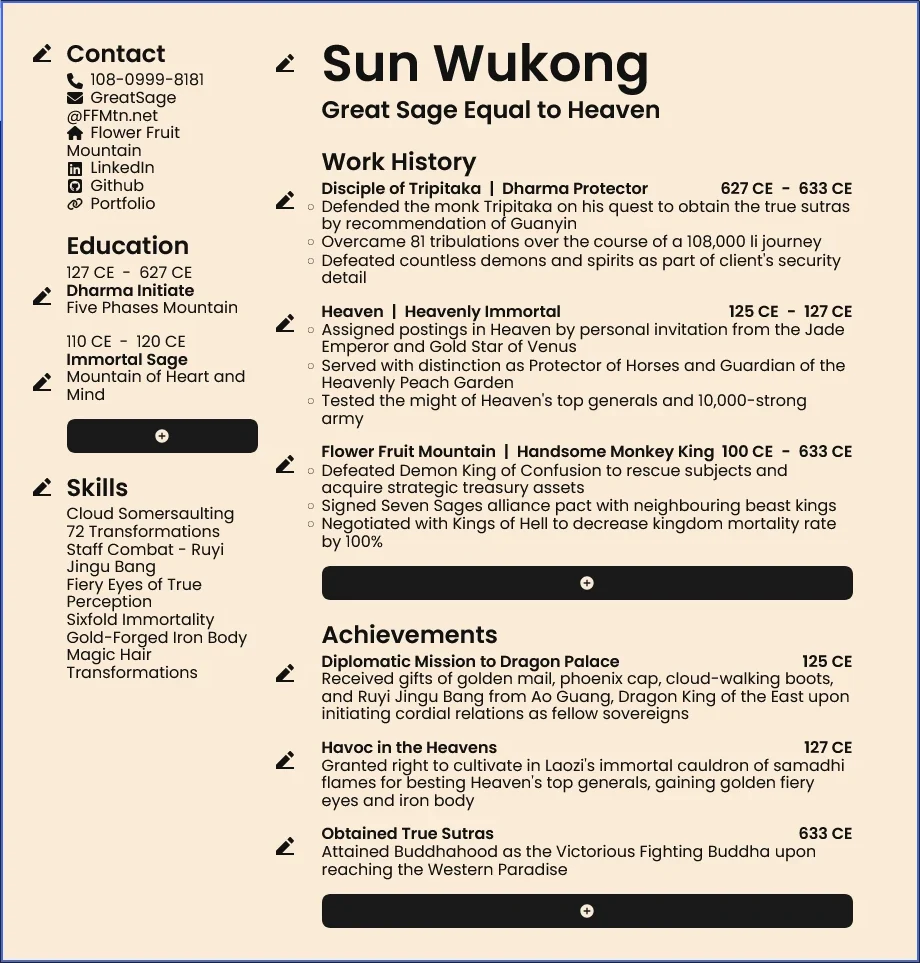 Contact
108-0999-8181
GreatSage
@FFMtn.net
Flower Fruit
Mountain
LinkedIn
Github
Portfolio
Education
127 CE - 627 CE
Dharma Initiate
Five Phases Mountain
110 CE - 120 CE
Immortal Sage
Mountain of Heart and
Mind
Skills
Cloud Somersaulting
72 Transformations
Staff Combat - Ruyi
Jingu Bang
Fiery Eyes of True
Perception
Sixfold Immortality
Gold-Forged Iron Body
Magic Hair
Transformations
Sun Wukong
Great Sage Equal to Heaven
Work History
Disciple of Tripitaka | Dharma Protector 627 CE - 633 CE
Defended the monk Tripitaka on his quest to obtain the true sutras
by recommendation of Guanyin
Overcame 81 tribulations over the course of a 108,000 li journey
Defeated countless demons and spirits as part of client's security
detail
Heaven | Heavenly Immortal 125 CE - 127 CE
Assigned postings in Heaven by personal invitation from the Jade
Emperor and Gold Star of Venus
Served with distinction as Protector of Horses and Guardian of the
Heavenly Peach Garden
Tested the might of Heaven's top generals and 10,000-strong
army
Flower Fruit Mountain | Handsome Monkey King 100 CE - 633 CE
Defeated Demon King of Confusion to rescue subjects and
acquire strategic treasury assets
Signed Seven Sages alliance pact with neighbouring beast kings
Negotiated with Kings of Hell to decrease kingdom mortality rate
by 100%
Achievements
Diplomatic Mission to Dragon Palace 125 CE
Received gifts of golden mail, phoenix cap, cloud-walking boots,
and Ruyi Jingu Bang from Ao Guang, Dragon King of the East upon
initiating cordial relations as fellow sovereigns
Havoc in the Heavens 127 CE
Granted right to cultivate in Laozi's immortal cauldron of samadhi
flames for besting Heaven's top generals, gaining golden fiery
eyes and iron body
Obtained True Sutras 633 CE
Attained Buddhahood as the Victorious Fighting Buddha upon
reaching the Western Paradise